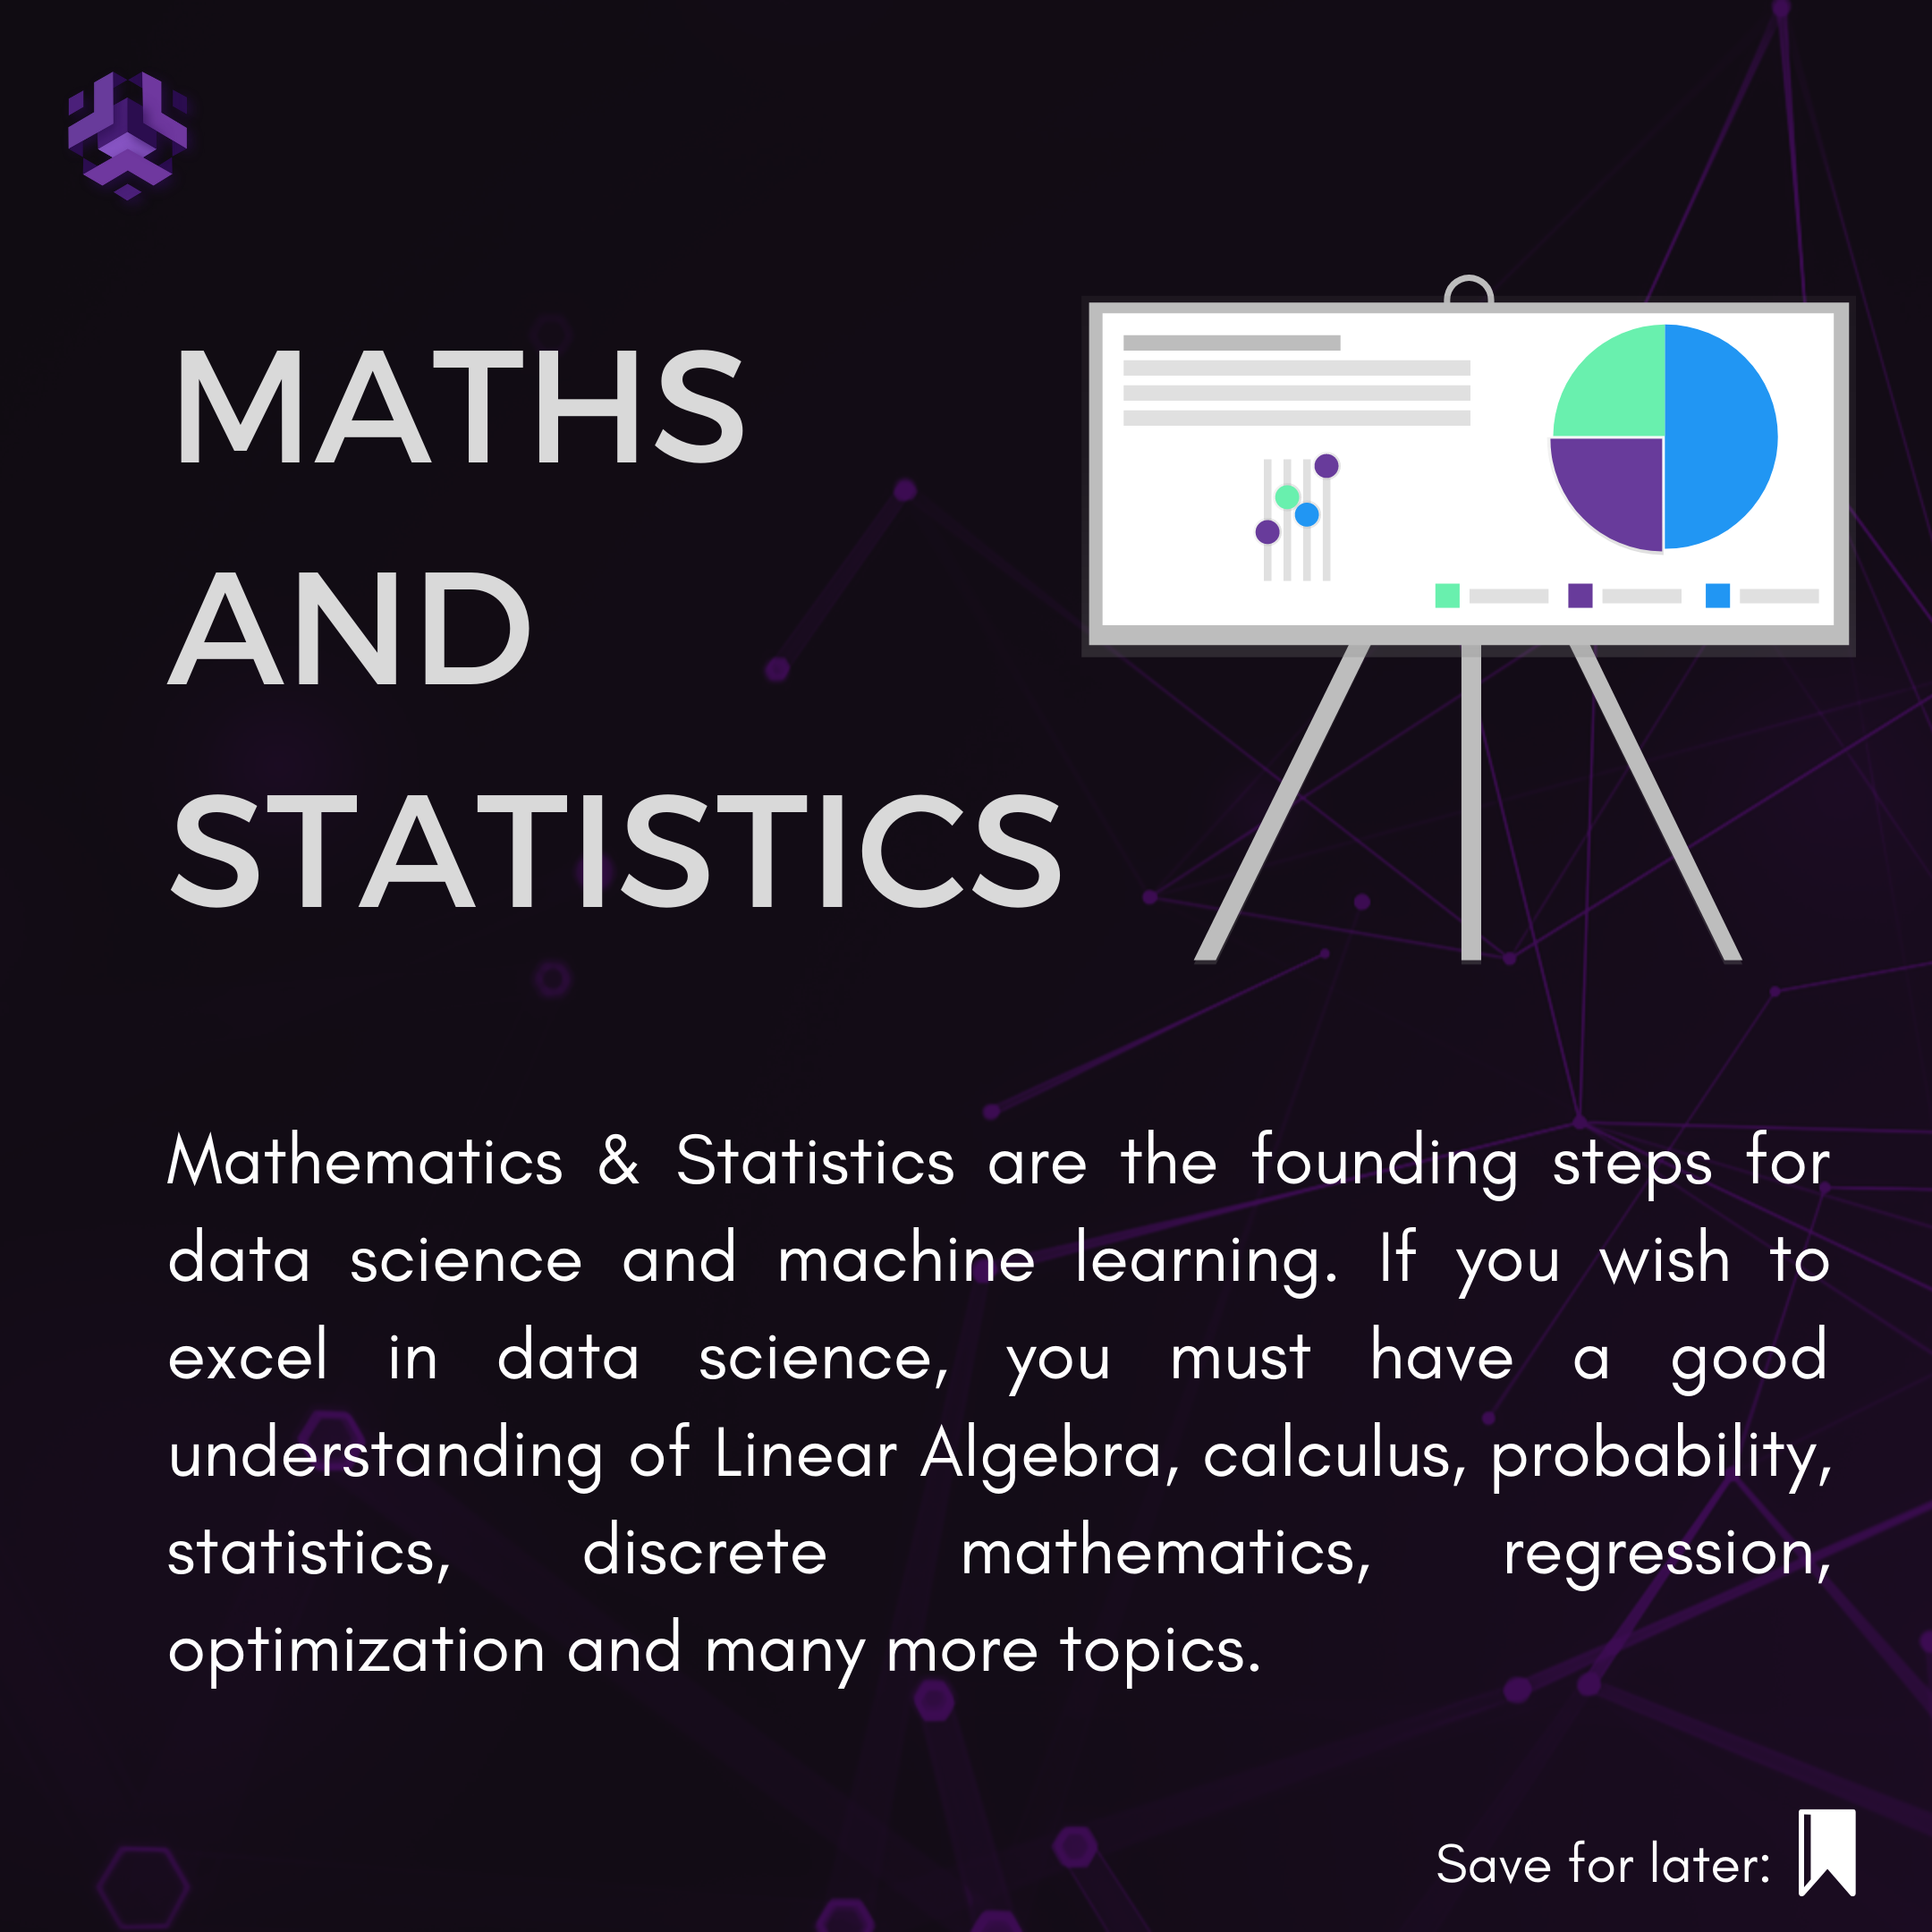 MATHS
AND
STATISTICS
Mathematics & Statistics are the founding steps for
data science and machine learning. If you wish to
excel in data science, you must have a good
understanding of Linear Algebra, calculus, probability,
statistics, discrete mathematics, regression,
optimization and many more topics.
Save for later: